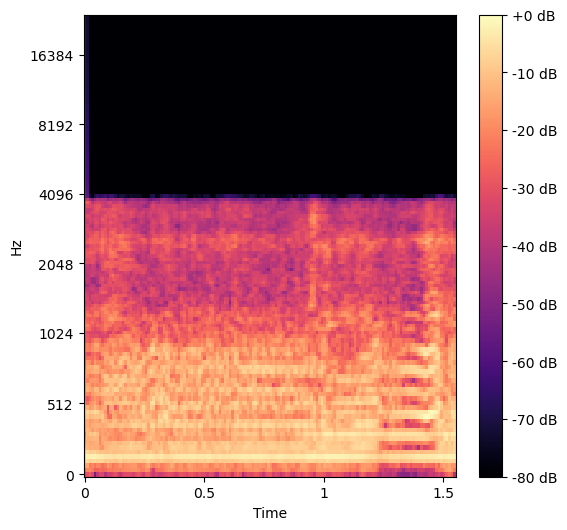 +0 dB
16384
-10 dB
8192
-20 dB
4096
-30 dB
Hz
2048
-40 dB
-50 dB
1024
-60 dB
512
-70 dB
0
-80 dB
0 0.5 1 1.5
Time